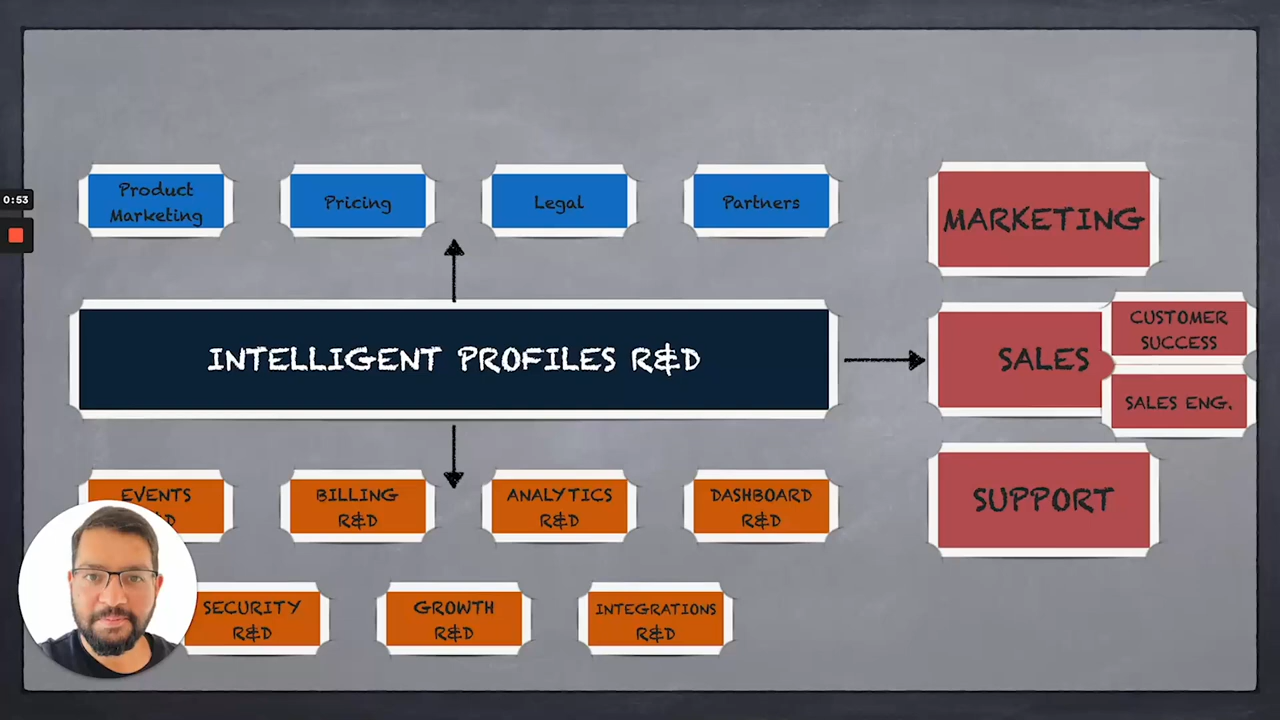 Product
Marketing
Pricing
Legal
Partners
MARKETING
0:53
INTELLIGENT PROFILES R&D
SALES
CUSTOMER
SUCCESS
SALES ENG.
EVENTS
BILLING
R&D
ANALYTICS
R&D
DASHBOARD
R&D
SUPPORT
SECURITY
R&D
GROWTH
R&D
INTEGRATIONS
R&D